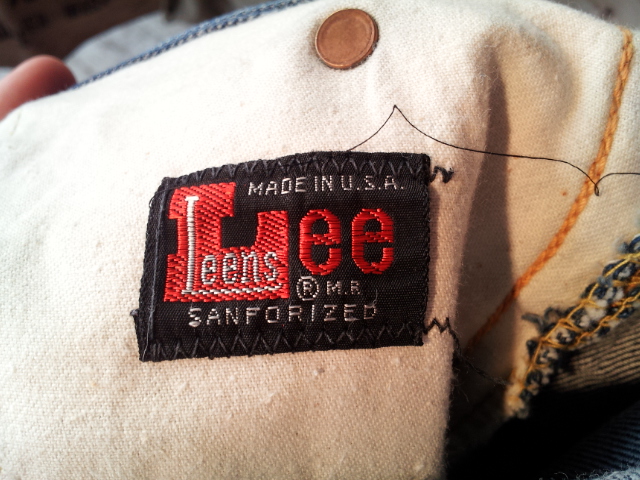 MADE IN U.S.A.
Lee
Leens
® M.R.
SANFORIZED